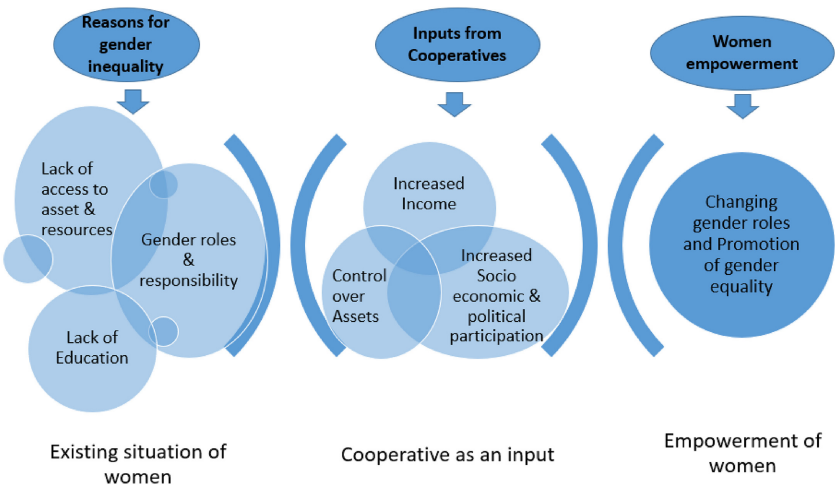 Reasons for
gender
inequality
Inputs from
Cooperatives
Women
empowerment
Lack of
access to
asset &
resources
Gender roles
&
responsibility
Lack of
Education
Increased
Income
Control
over
Assets
Increased
Socio
economic &
political
participation
Changing
gender roles
and Promotion
of gender
equality
Existing situation of
women
Cooperative as an input
Empowerment of
women